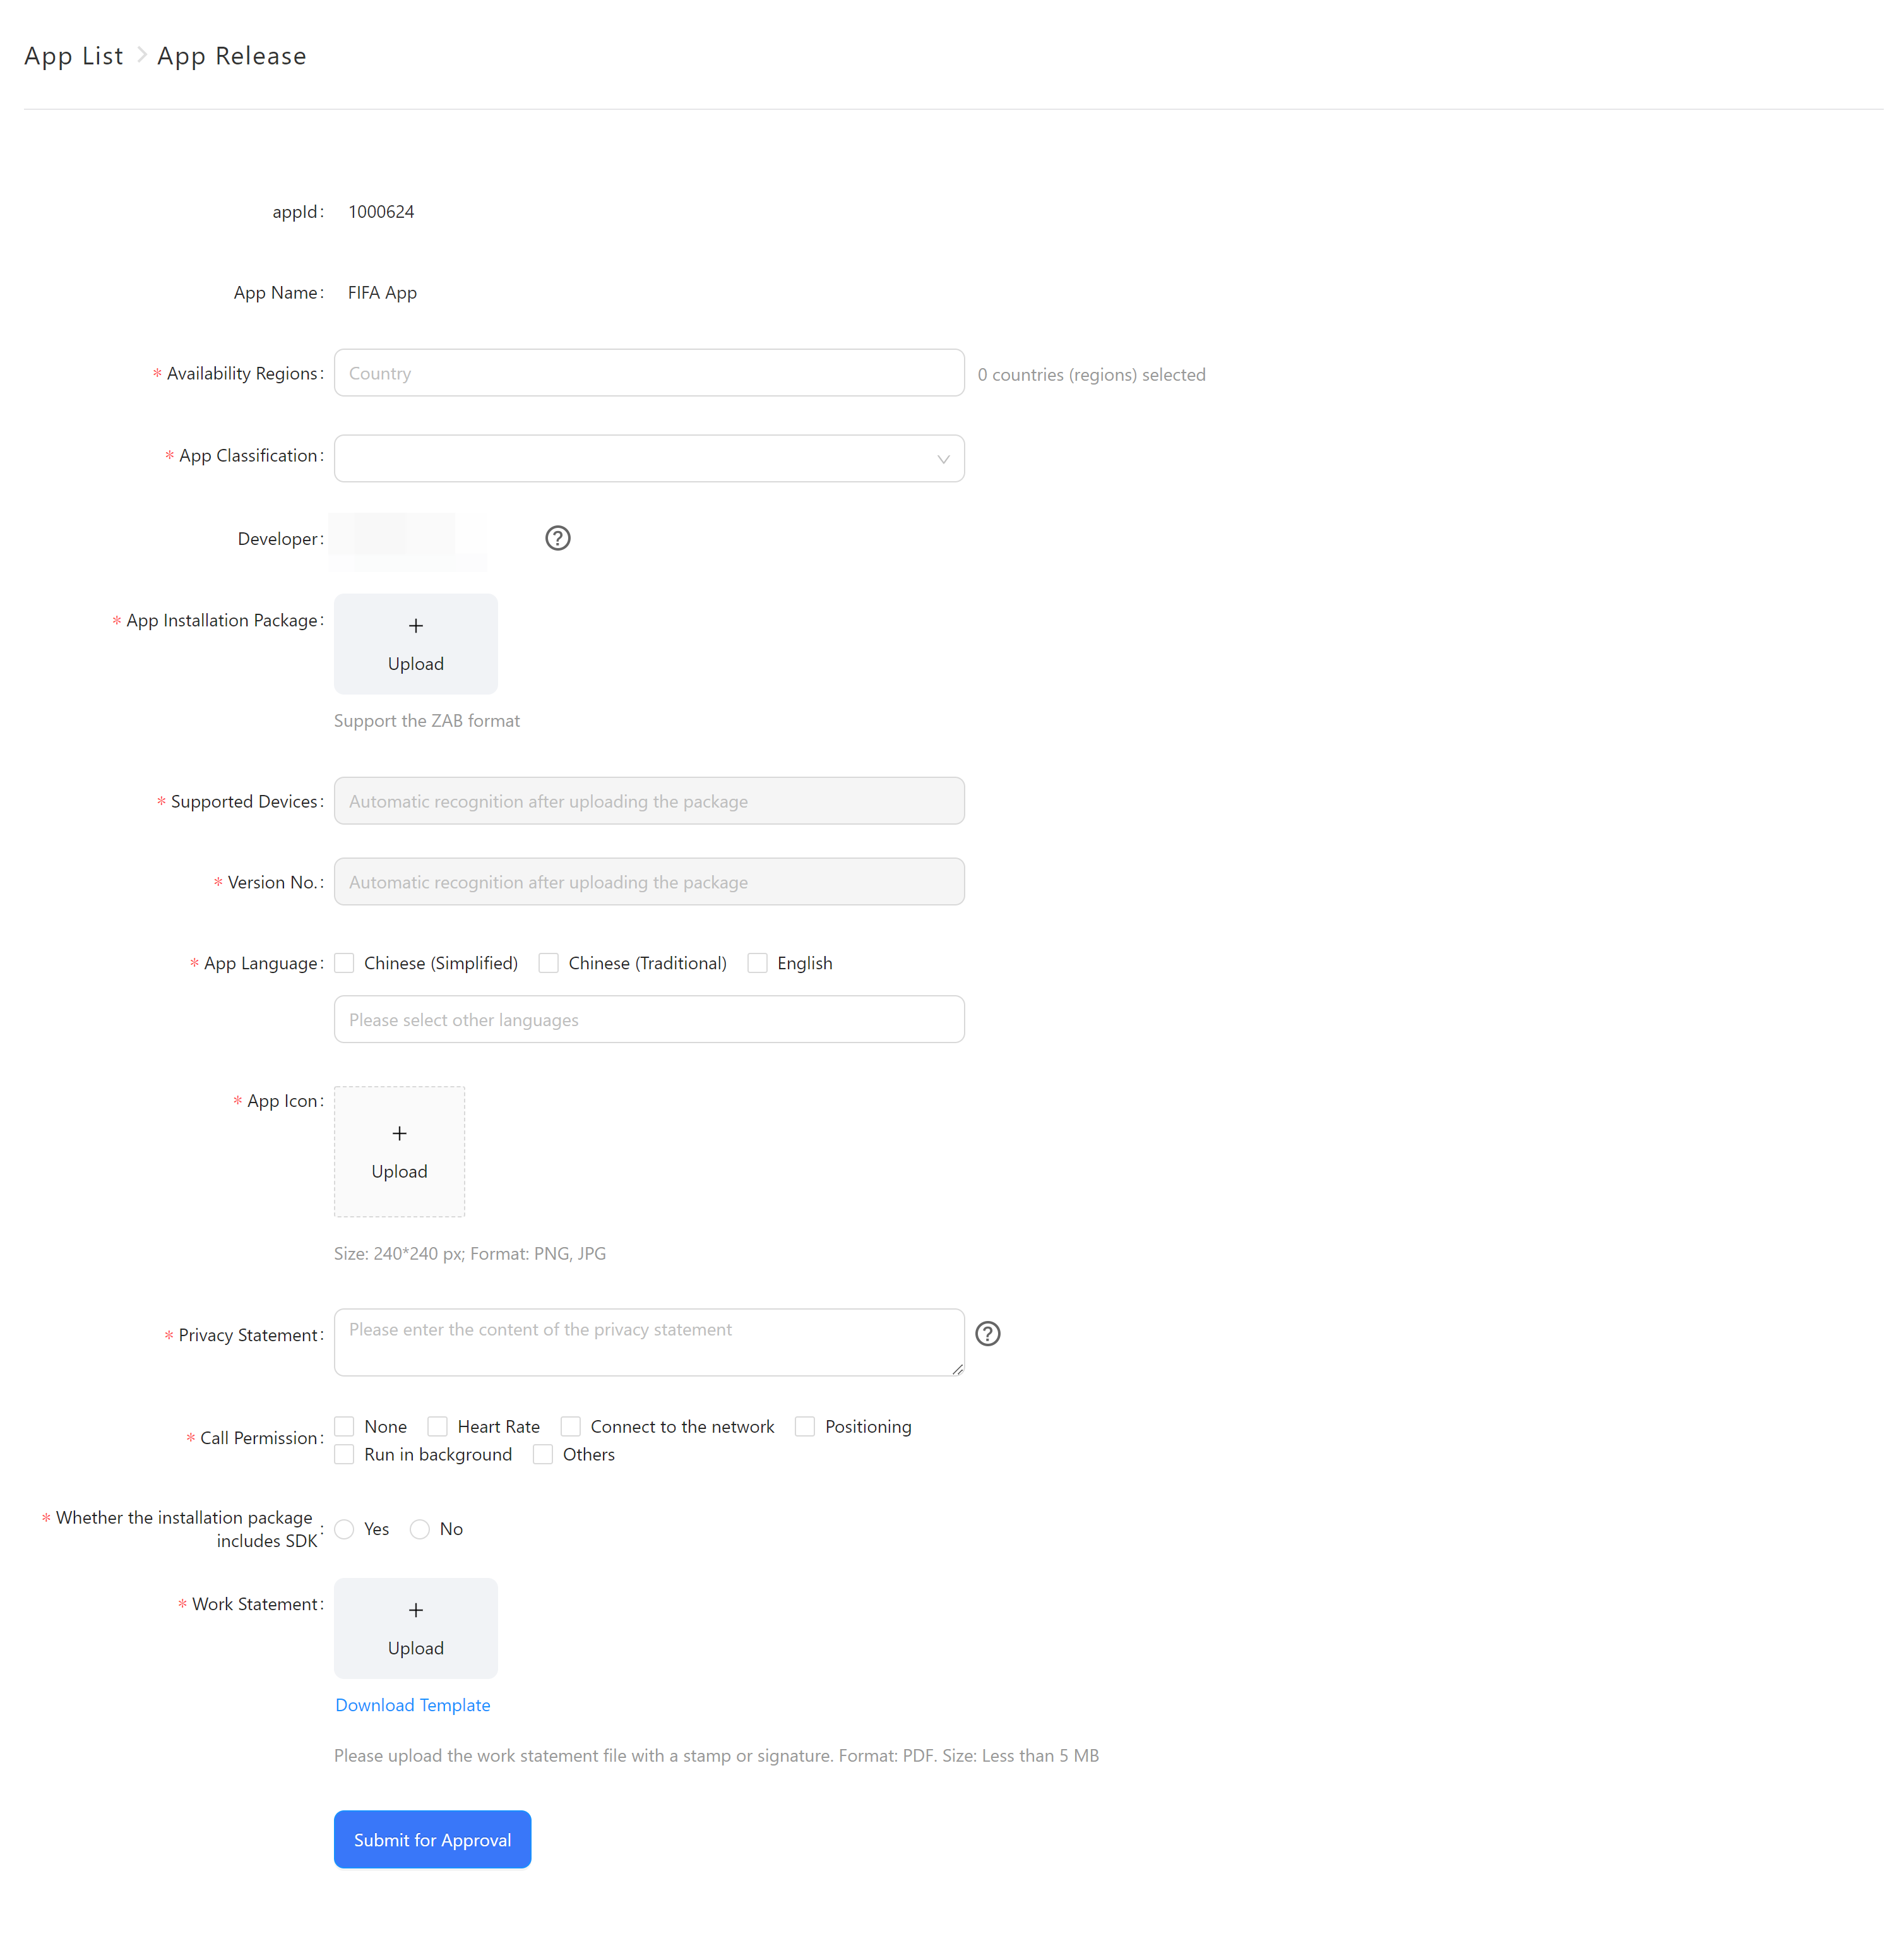 App List > App Release
appId: 1000624
App Name: FIFA App
* Availability Regions: Country 0 countries (regions) selected
* App Classification:
Developer: ?
* App Installation Package:
+
Upload
Support the ZAB format
* Supported Devices: Automatic recognition after uploading the package
* Version No.: Automatic recognition after uploading the package
* App Language: Chinese (Simplified) Chinese (Traditional) English
Please select other languages
* App Icon:
+
Upload
Size: 240*240 px; Format: PNG, JPG
* Privacy Statement: Please enter the content of the privacy statement ?
* Call Permission: None Heart Rate Connect to the network Positioning
Run in background Others
* Whether the installation package
includes SDK : Yes No
* Work Statement:
+
Upload
Download Template
Please upload the work statement file with a stamp or signature. Format: PDF. Size: Less than 5 MB
Submit for Approval